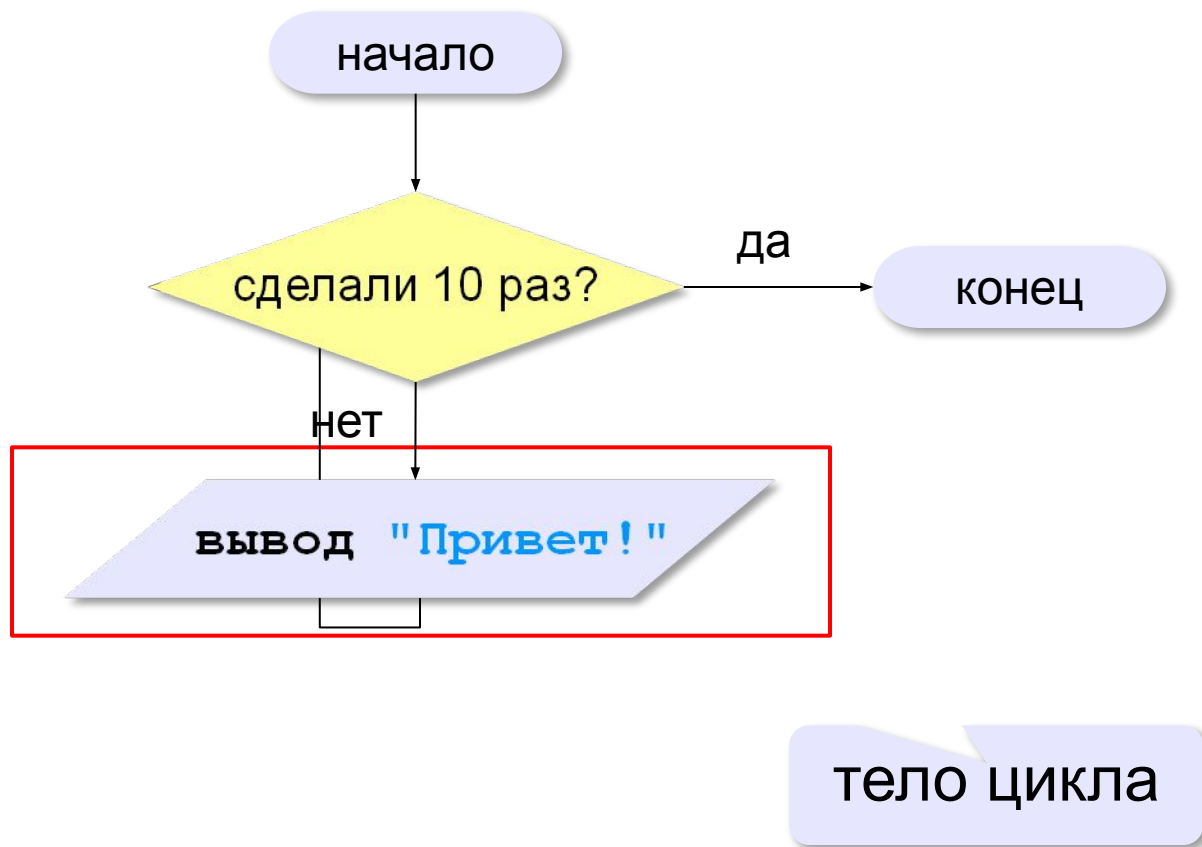 начало
сделали 10 раз?
да
конец
нет
вывод "Привет!"
тело цикла